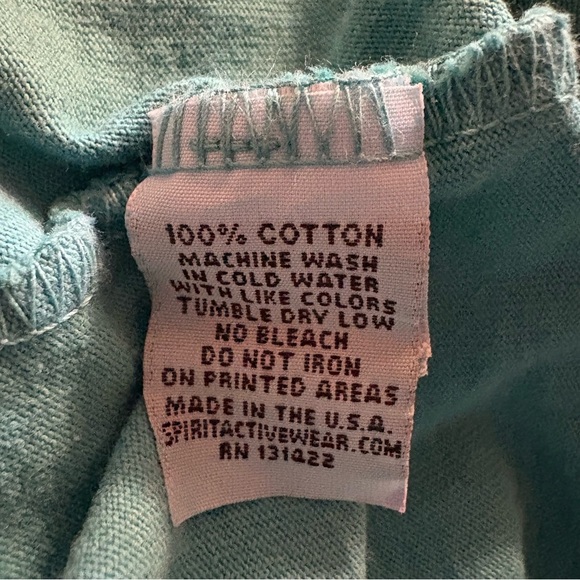 100% COTTON
MACHINE WASH
IN COLD WATER
WITH LIKE COLORS
TUMBLE DRY LOW
NO BLEACH
DO NOT IRON
ON PRINTED AREAS
MADE IN THE U.S.A.
SPIRITACTIVEWEAR.COM
RN 131422